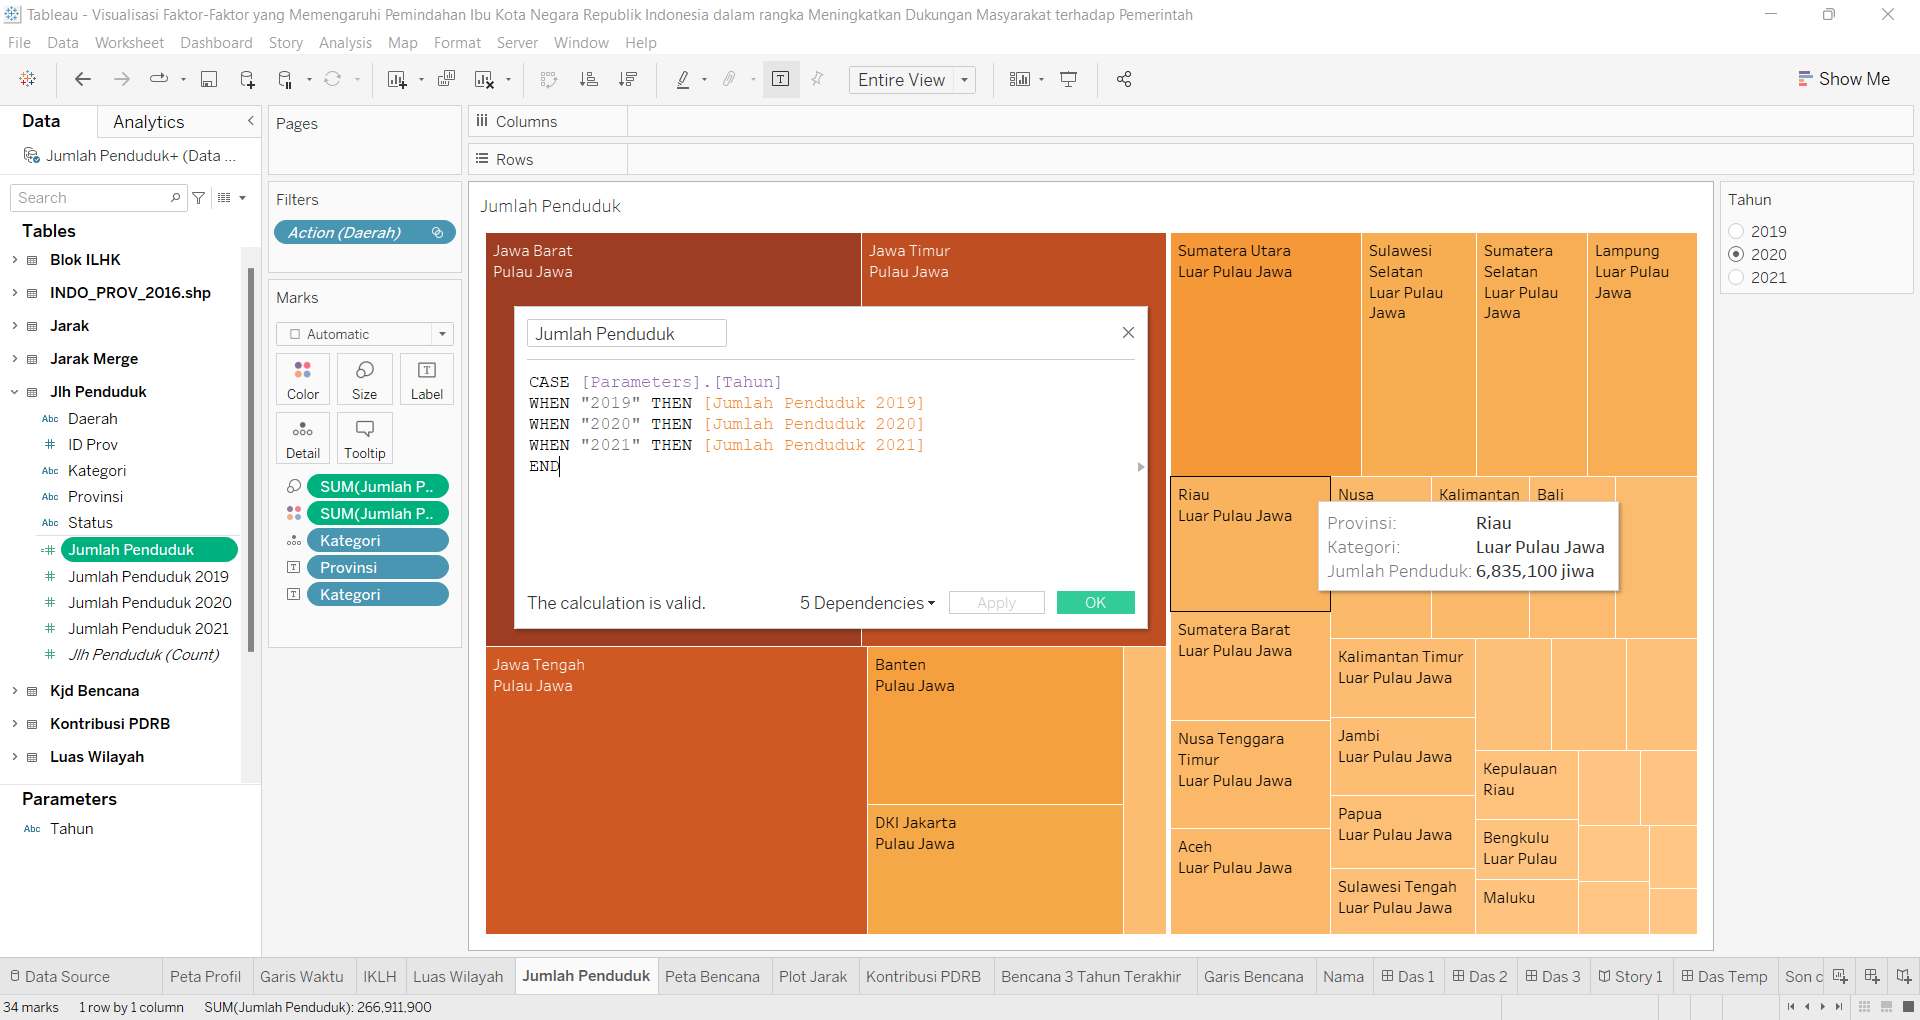 Tableau - Visualisasi Faktor-Faktor yang Memengaruhi Pemindahan Ibu Kota Negara Republik Indonesia dalam rangka Meningkatkan Dukungan Masyarakat terhadap Pemerintah
File Data Worksheet Dashboard Story Analysis Map Format Server Window Help
Entire View
Show Me
Data Analytics
Jumlah Penduduk+ (Data ...
Search
Tables
Blok ILHK
INDO_PROV_2016.shp
Jarak
Jarak Merge
Jlh Penduduk
Abc Daerah
# ID Prov
Abc Kategori
Abc Provinsi
Abc Status
=# Jumlah Penduduk
# Jumlah Penduduk 2019
# Jumlah Penduduk 2020
# Jumlah Penduduk 2021
# Jlh Penduduk (Count)
Kjd Bencana
Kontribusi PDRB
Luas Wilayah
Parameters
Abc Tahun
Pages
Filters
Action (Daerah)
Marks
Automatic
Color Size Label
Detail Tooltip
SUM(Jumlah P..
SUM(Jumlah P..
Kategori
Provinsi
Kategori
Columns
Rows
Jumlah Penduduk
Jawa Barat
Pulau Jawa
Jawa Timur
Pulau Jawa
Jumlah Penduduk
CASE [Parameters].[Tahun]
WHEN "2019" THEN [Jumlah Penduduk 2019]
WHEN "2020" THEN [Jumlah Penduduk 2020]
WHEN "2021" THEN [Jumlah Penduduk 2021]
END
The calculation is valid. 5 Dependencies Apply OK
Jawa Tengah
Pulau Jawa
Banten
Pulau Jawa
DKI Jakarta
Pulau Jawa
Sumatera Utara
Luar Pulau Jawa
Sulawesi
Selatan
Luar Pulau
Jawa
Sumatera
Selatan
Luar Pulau
Jawa
Lampung
Luar Pulau
Jawa
Riau
Luar Pulau Jawa
Nusa
Kalimantan
Bali
Provinsi: Riau
Kategori: Luar Pulau Jawa
Jumlah Penduduk: 6,835,100 jiwa
Sumatera Barat
Luar Pulau Jawa
Nusa Tenggara
Timur
Luar Pulau Jawa
Aceh
Luar Pulau Jawa
Kalimantan Timur
Luar Pulau Jawa
Jambi
Luar Pulau Jawa
Papua
Luar Pulau Jawa
Sulawesi Tengah
Luar Pulau Jawa
Kepulauan
Riau
Bengkulu
Luar Pulau
Maluku
Tahun
2019
2020
2021
Data Source Peta Profil Garis Waktu IKLH Luas Wilayah Jumlah Penduduk Peta Bencana Plot Jarak Kontribusi PDRB Bencana 3 Tahun Terakhir Garis Bencana Nama Das 1 Das 2 Das 3 Story 1 Das Temp Son c
34 marks 1 row by 1 column SUM(Jumlah Penduduk): 266,911,900